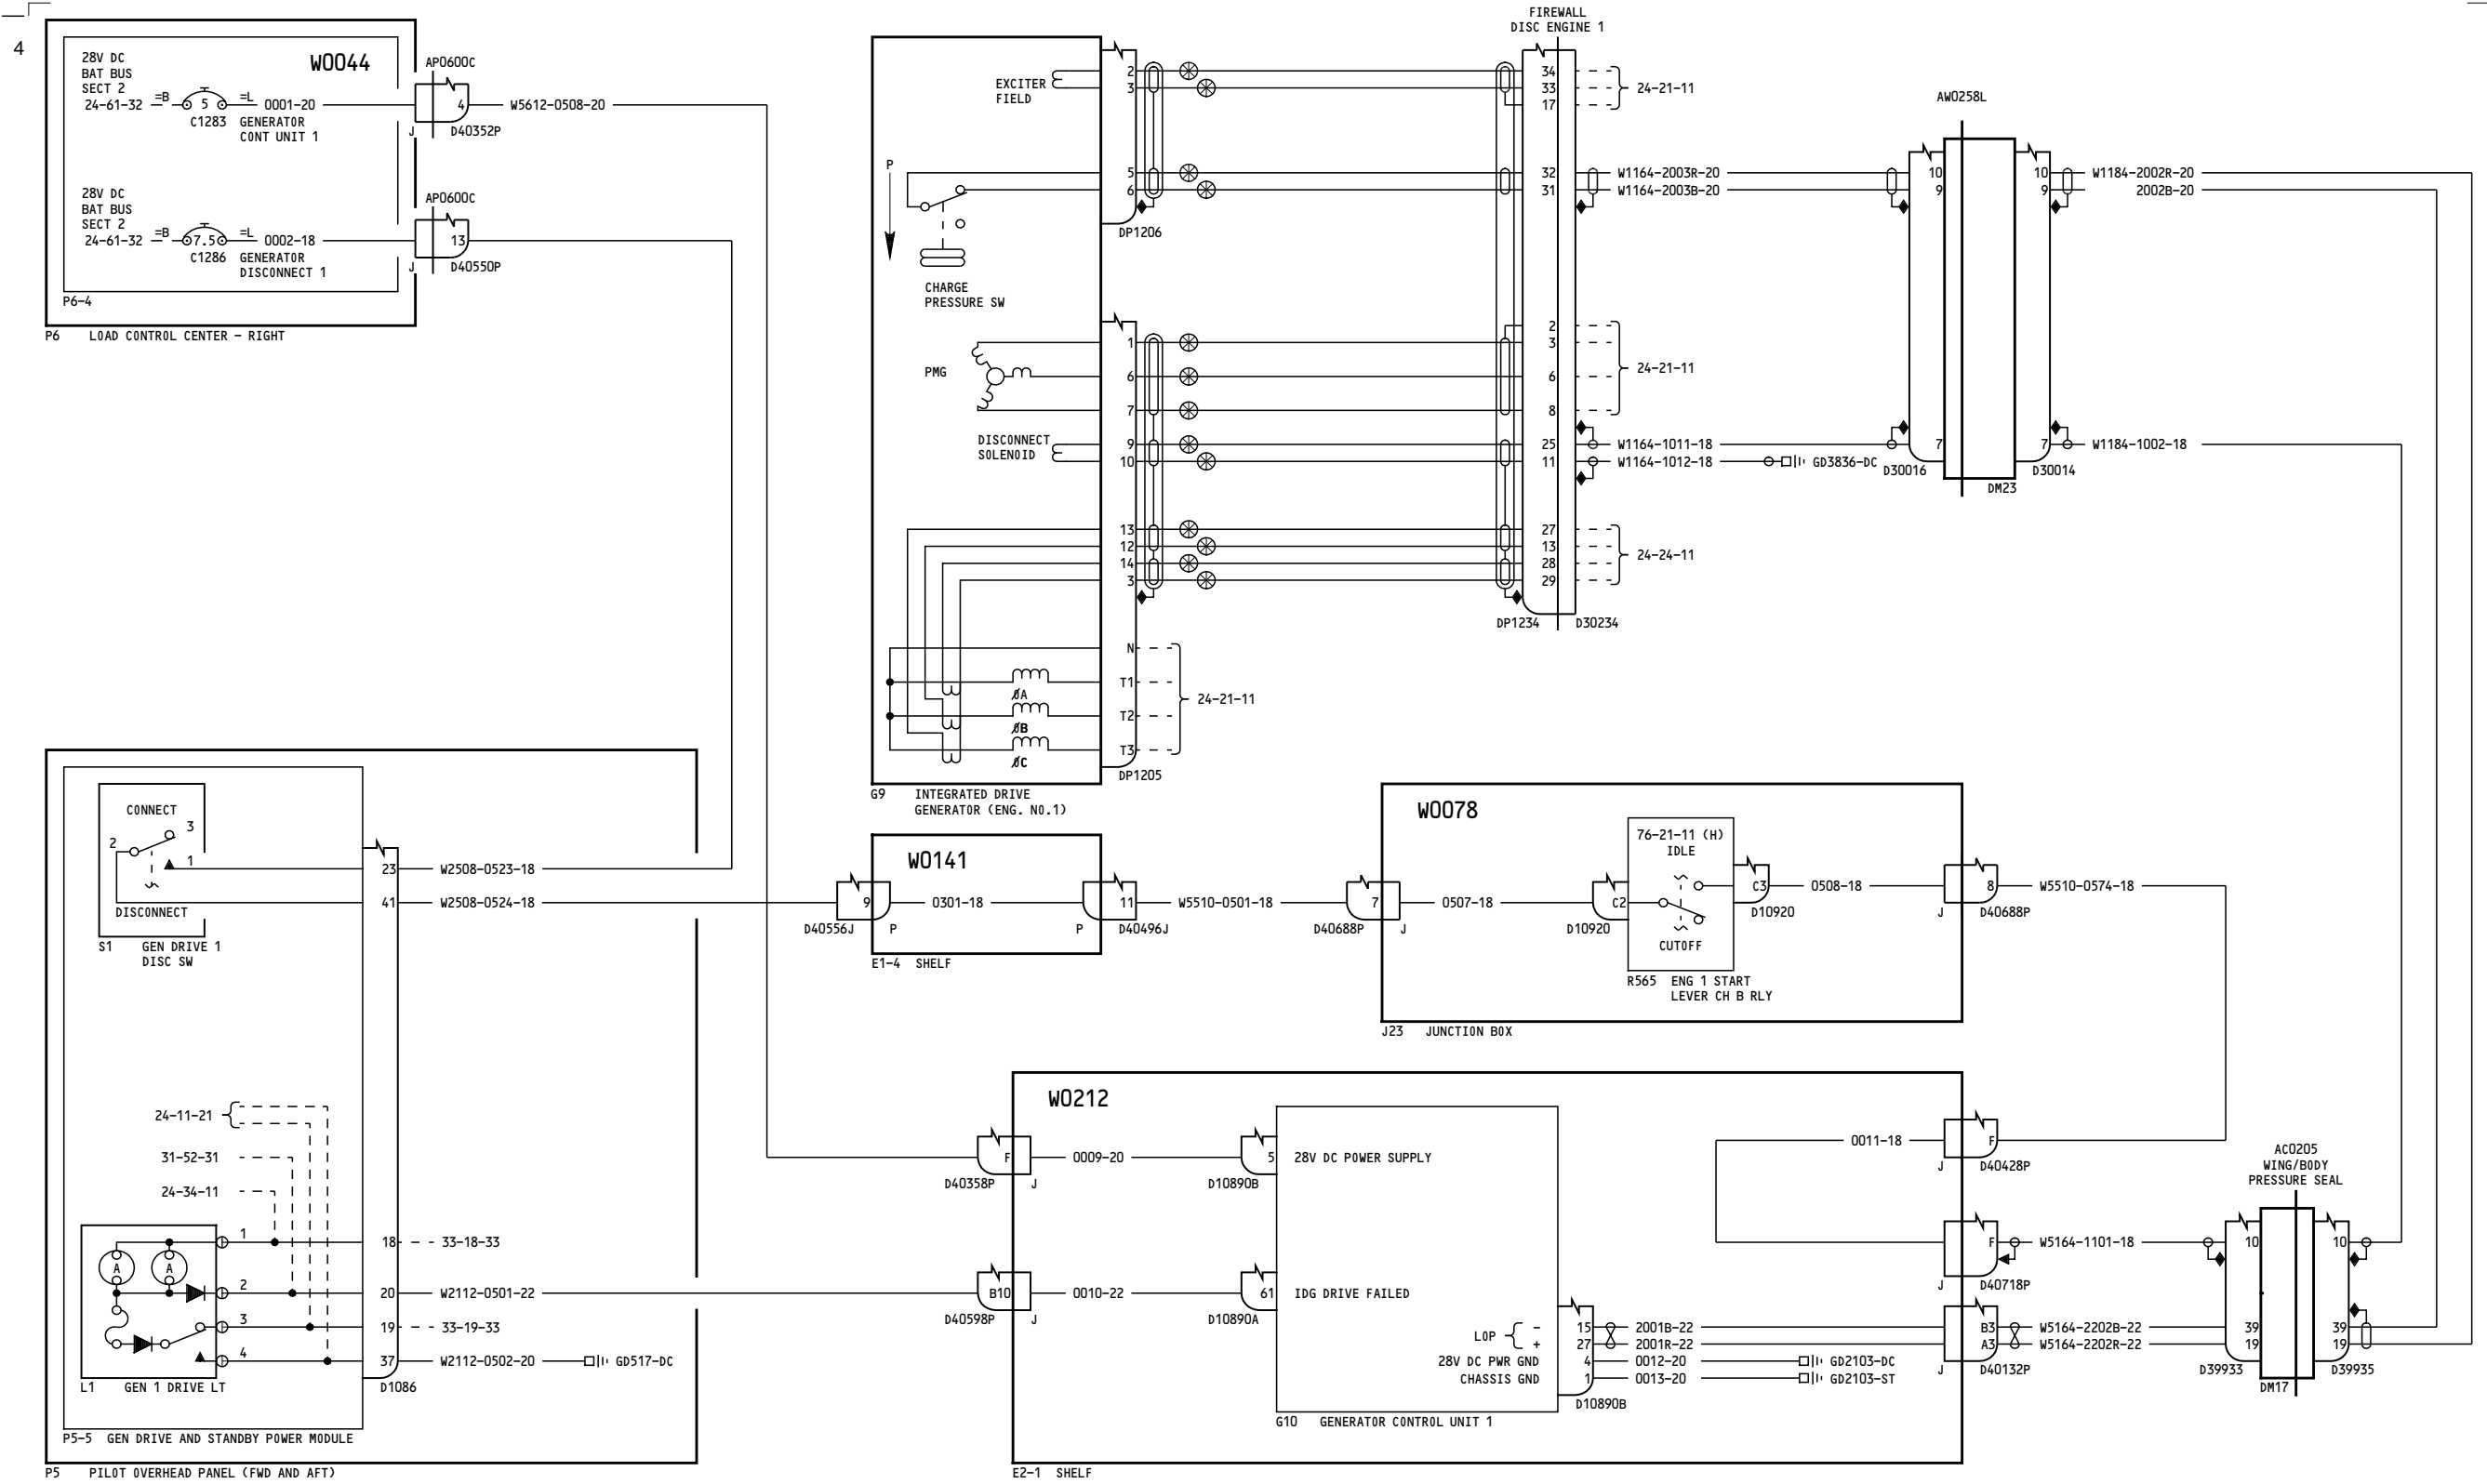 4
28V DC
BAT BUS
SECT 2
24-61-32
=B
5
=L
0001-20
C1283
GENERATOR
CONT UNIT 1
W0044
AP0600C
4
W5612-0508-20
J
D40352P
28V DC
BAT BUS
SECT 2
24-61-32
=B
7.5
=L
0002-18
C1286
GENERATOR
DISCONNECT 1
AP0600C
13
J
D40550P
P6-4
P6 LOAD CONTROL CENTER - RIGHT
EXCITER
FIELD
2
3
P
5
6
DP1206
CHARGE
PRESSURE SW
PMG
1
6
7
DISCONNECT
SOLENOID
9
10
13
12
14
3
N
T1
ØA
T2
ØB
T3
ØC
DP1205
24-21-11
G9 INTEGRATED DRIVE
GENERATOR (ENG. NO.1)
FIREWALL
DISC ENGINE 1
34
33
17
24-21-11
32
31
W1164-2003R-20
W1164-2003B-20
2
3
6
8
24-21-11
25
11
W1164-1011-18
W1164-1012-18
GD3836-DC
27
13
28
29
24-24-11
DP1234
D30234
AW0258L
10
9
7
D30016
DM23
10
9
7
D30014
W1184-2002R-20
2002B-20
W1184-1002-18
CONNECT
2
3
1
DISCONNECT
S1 GEN DRIVE 1
DISC SW
23
W2508-0523-18
41
W2508-0524-18
W0141
9
0301-18
11
D40556J
P
P
D40496J
E1-4 SHELF
W5510-0501-18
W0078
7
D40688P
J
0507-18
C2
D10920
76-21-11 (H)
IDLE
CUTOFF
C3
D10920
0508-18
R565 ENG 1 START
LEVER CH B RLY
8
J
D40688P
W5510-0574-18
J23 JUNCTION BOX
24-11-21
31-52-31
24-34-11
A
A
1
2
3
4
L1 GEN 1 DRIVE LT
18
33-18-33
20
W2112-0501-22
19
33-19-33
37
W2112-0502-20
GD517-DC
D1086
P5-5 GEN DRIVE AND STANDBY POWER MODULE
P5 PILOT OVERHEAD PANEL (FWD AND AFT)
W0212
F
D40358P
J
0009-20
5
28V DC POWER SUPPLY
D10890B
B10
D40598P
J
0010-22
61
IDG DRIVE FAILED
D10890A
LOP
-
+
28V DC PWR GND
CHASSIS GND
15
27
4
1
D10890B
2001B-22
2001R-22
0012-20
0013-20
GD2103-DC
GD2103-ST
G10 GENERATOR CONTROL UNIT 1
E2-1 SHELF
0011-18
F
J
D40428P
F
J
D40718P
W5164-1101-18
B3
A3
J
D40132P
W5164-2202B-22
W5164-2202R-22
AC0205
WING/BODY
PRESSURE SEAL
10
39
19
D39933
DM17
10
39
19
D39935